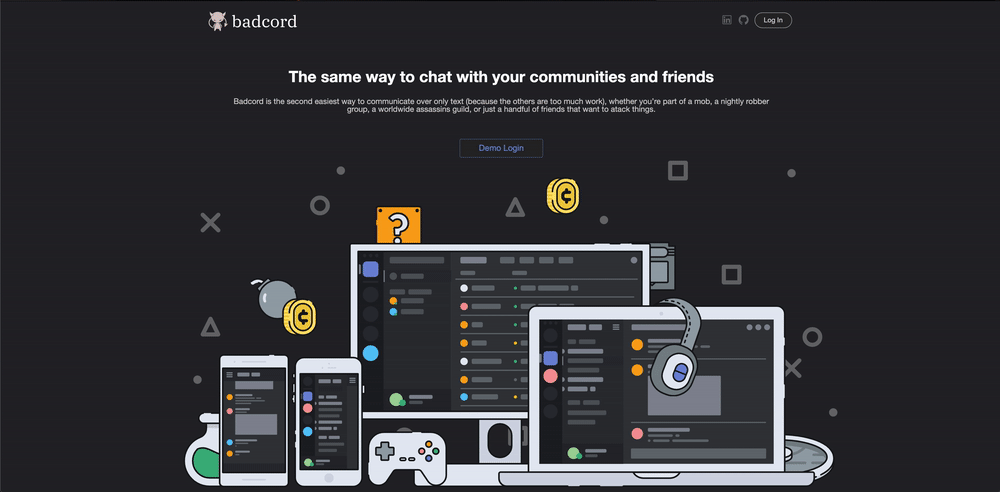 badcord
Log In
The same way to chat with your communities and friends
Badcord is the second easiest way to communicate over only text (because the others are too much work), whether you're part of a mob, a nightly robber
group, a worldwide assassins guild, or just a handful of friends that want to atack things.
Demo Login
?